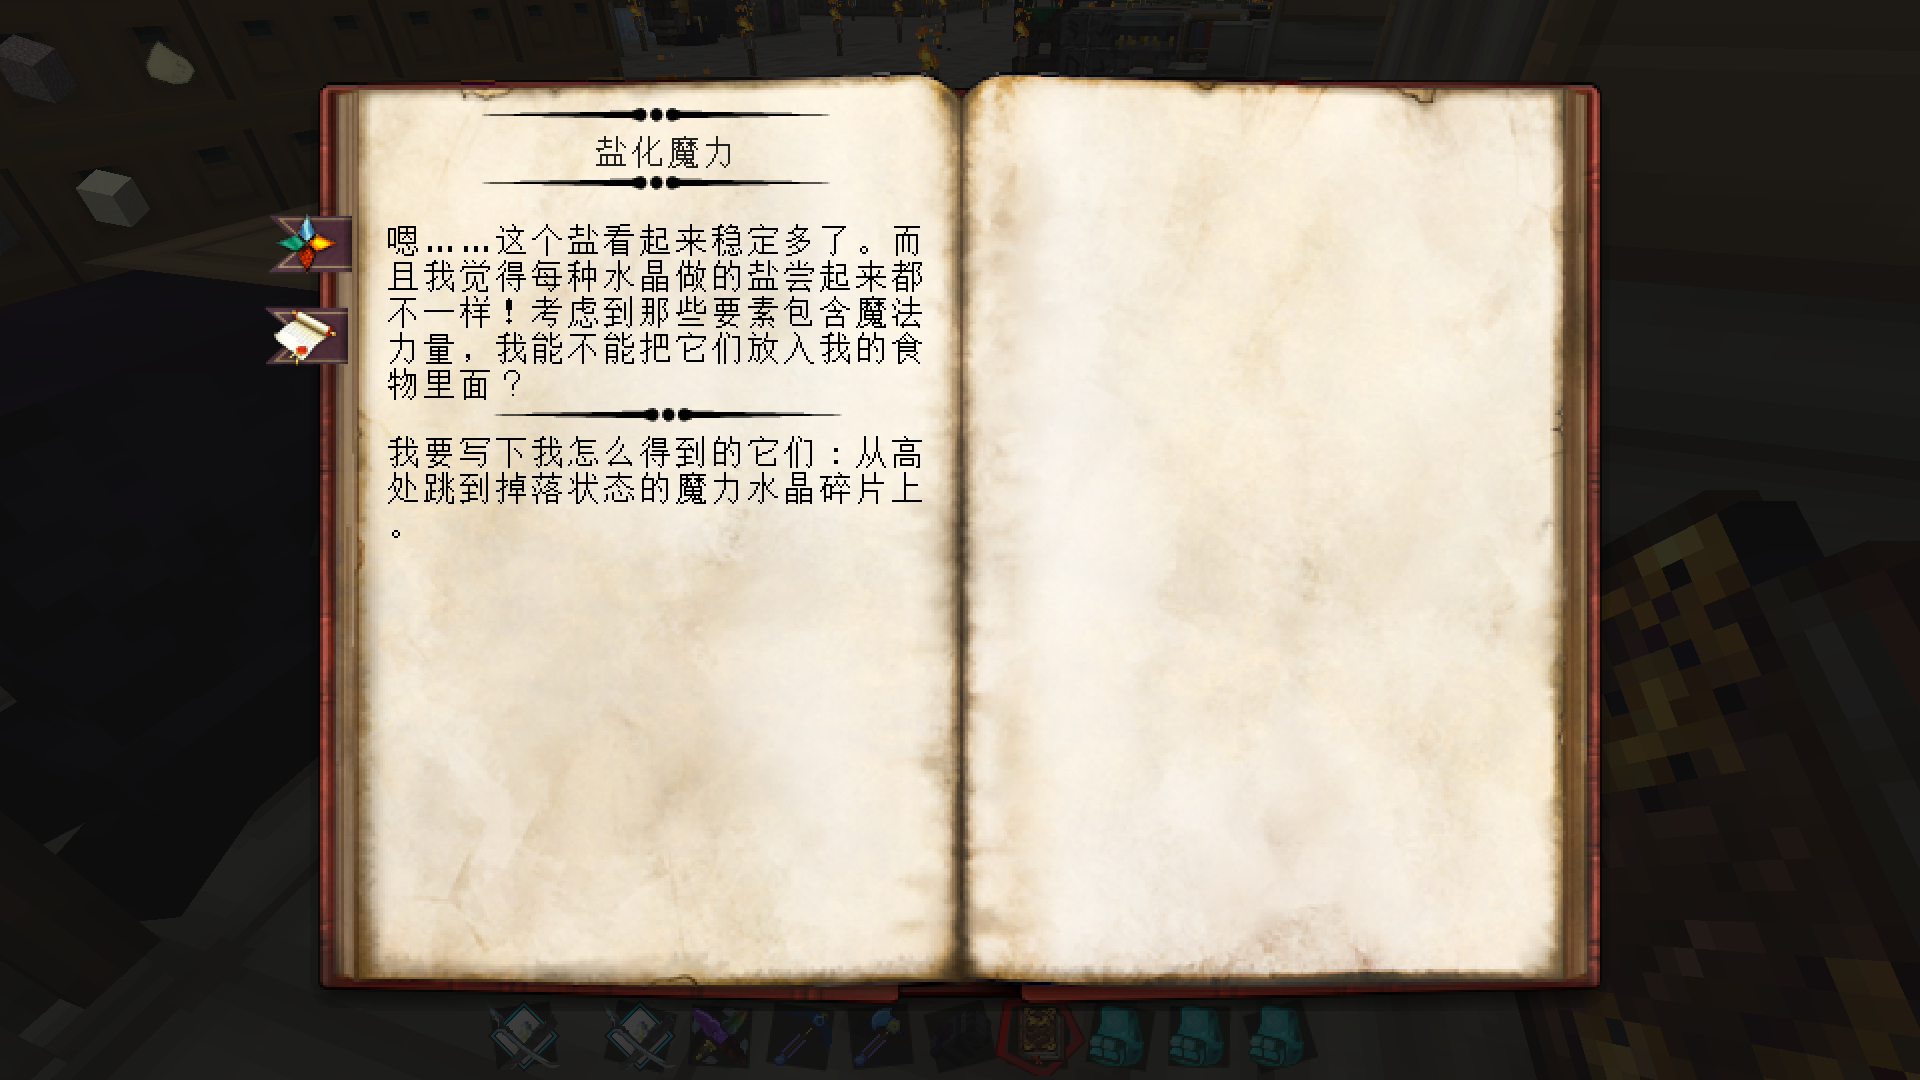 盐化魔力
嗯……这个盐看起来稳定多了。而
且我觉得每种水晶做的盐尝起来都
不一样！考虑到那些要素包含魔法
力量，我能不能把它们放入我的食
物里面？
我要写下我怎么得到的它们：从高
处跳到掉落状态的魔力水晶碎片上
。